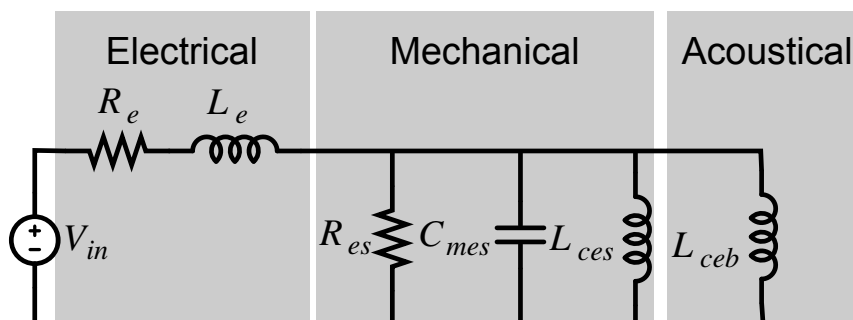 Electrical Mechanical Acoustical
R e L e
V in R es C mes L ces L ceb